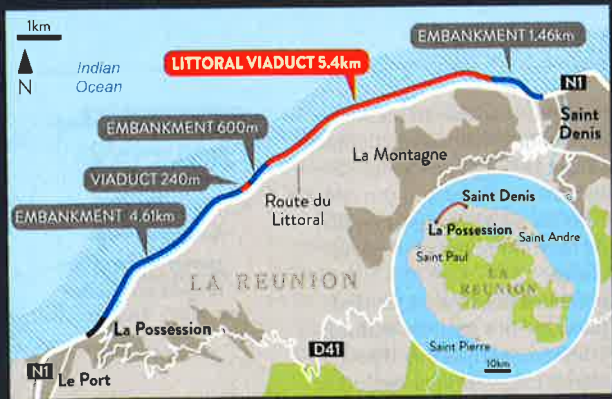 1km
N
Indian
Ocean
LITTORAL VIADUCT 5.4km
EMBANKMENT 1.46km
N1
Saint
Denis
EMBANKMENT 600m
La Montagne
VIADUCT 240m
Route du
Littoral
EMBANKMENT 4.61km
LA REUNION
La Possession
N1
Le Port
D41
Saint Denis
La Possession
Saint Andre
Saint Paul
LA
REUNION
Saint Pierre
10km